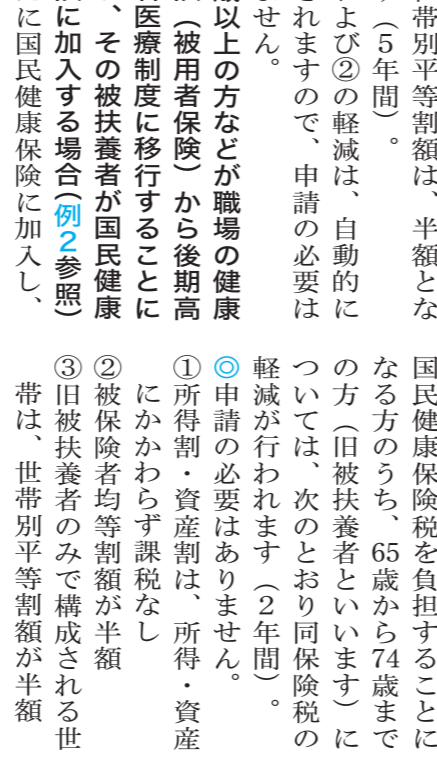 帯別平等割額は、半額とな
す（５年間）。
よび②の軽減は、自動的に
されますので、申請の必要は
せん。
歳以上の方などが職場の健康
（被用者保険）から後期高
医療制度に移行することに
、その被扶養者が国民健康
に加入する場合（例２参照）
に国民健康保険に加入し、
国民健康保険税を負担することに
なる方のうち、65歳から74歳まで
の方（旧被扶養者といいます）に
ついては、次のとおり同保険税の
軽減が行われます（２年間）。
◎申請の必要はありません。
①所得割・資産割は、所得・資産
にかかわらず課税なし
②被保険者均等割額が半額
③旧被扶養者のみで構成される世
帯は、世帯別平等割額が半額